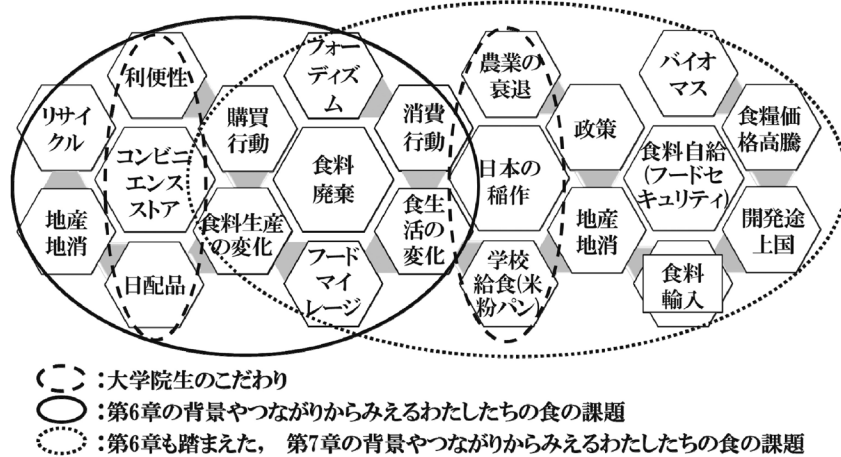 利便性
リサイ
クル
コンビニ
エンス
ストア
地産
地消
日配品
購買
行動
食料生産
の変化
フォー
ディズ
ム
食料
廃棄
フード
マイ
レージ
消費
行動
食生
活の
変化
農業の
衰退
日本の
稲作
学校
給食(米
粉パン)
政策
地産
地消
バイオ
マス
食料自給
(フードセ
キュリティ)
食料
輸入
食糧価
格高騰
開発途
上国
:大学院生のこだわり
:第6章の背景やつながりからみえるわたしたちの食の課題
:第6章も踏まえた, 第7章の背景やつながりからみえるわたしたちの食の課題